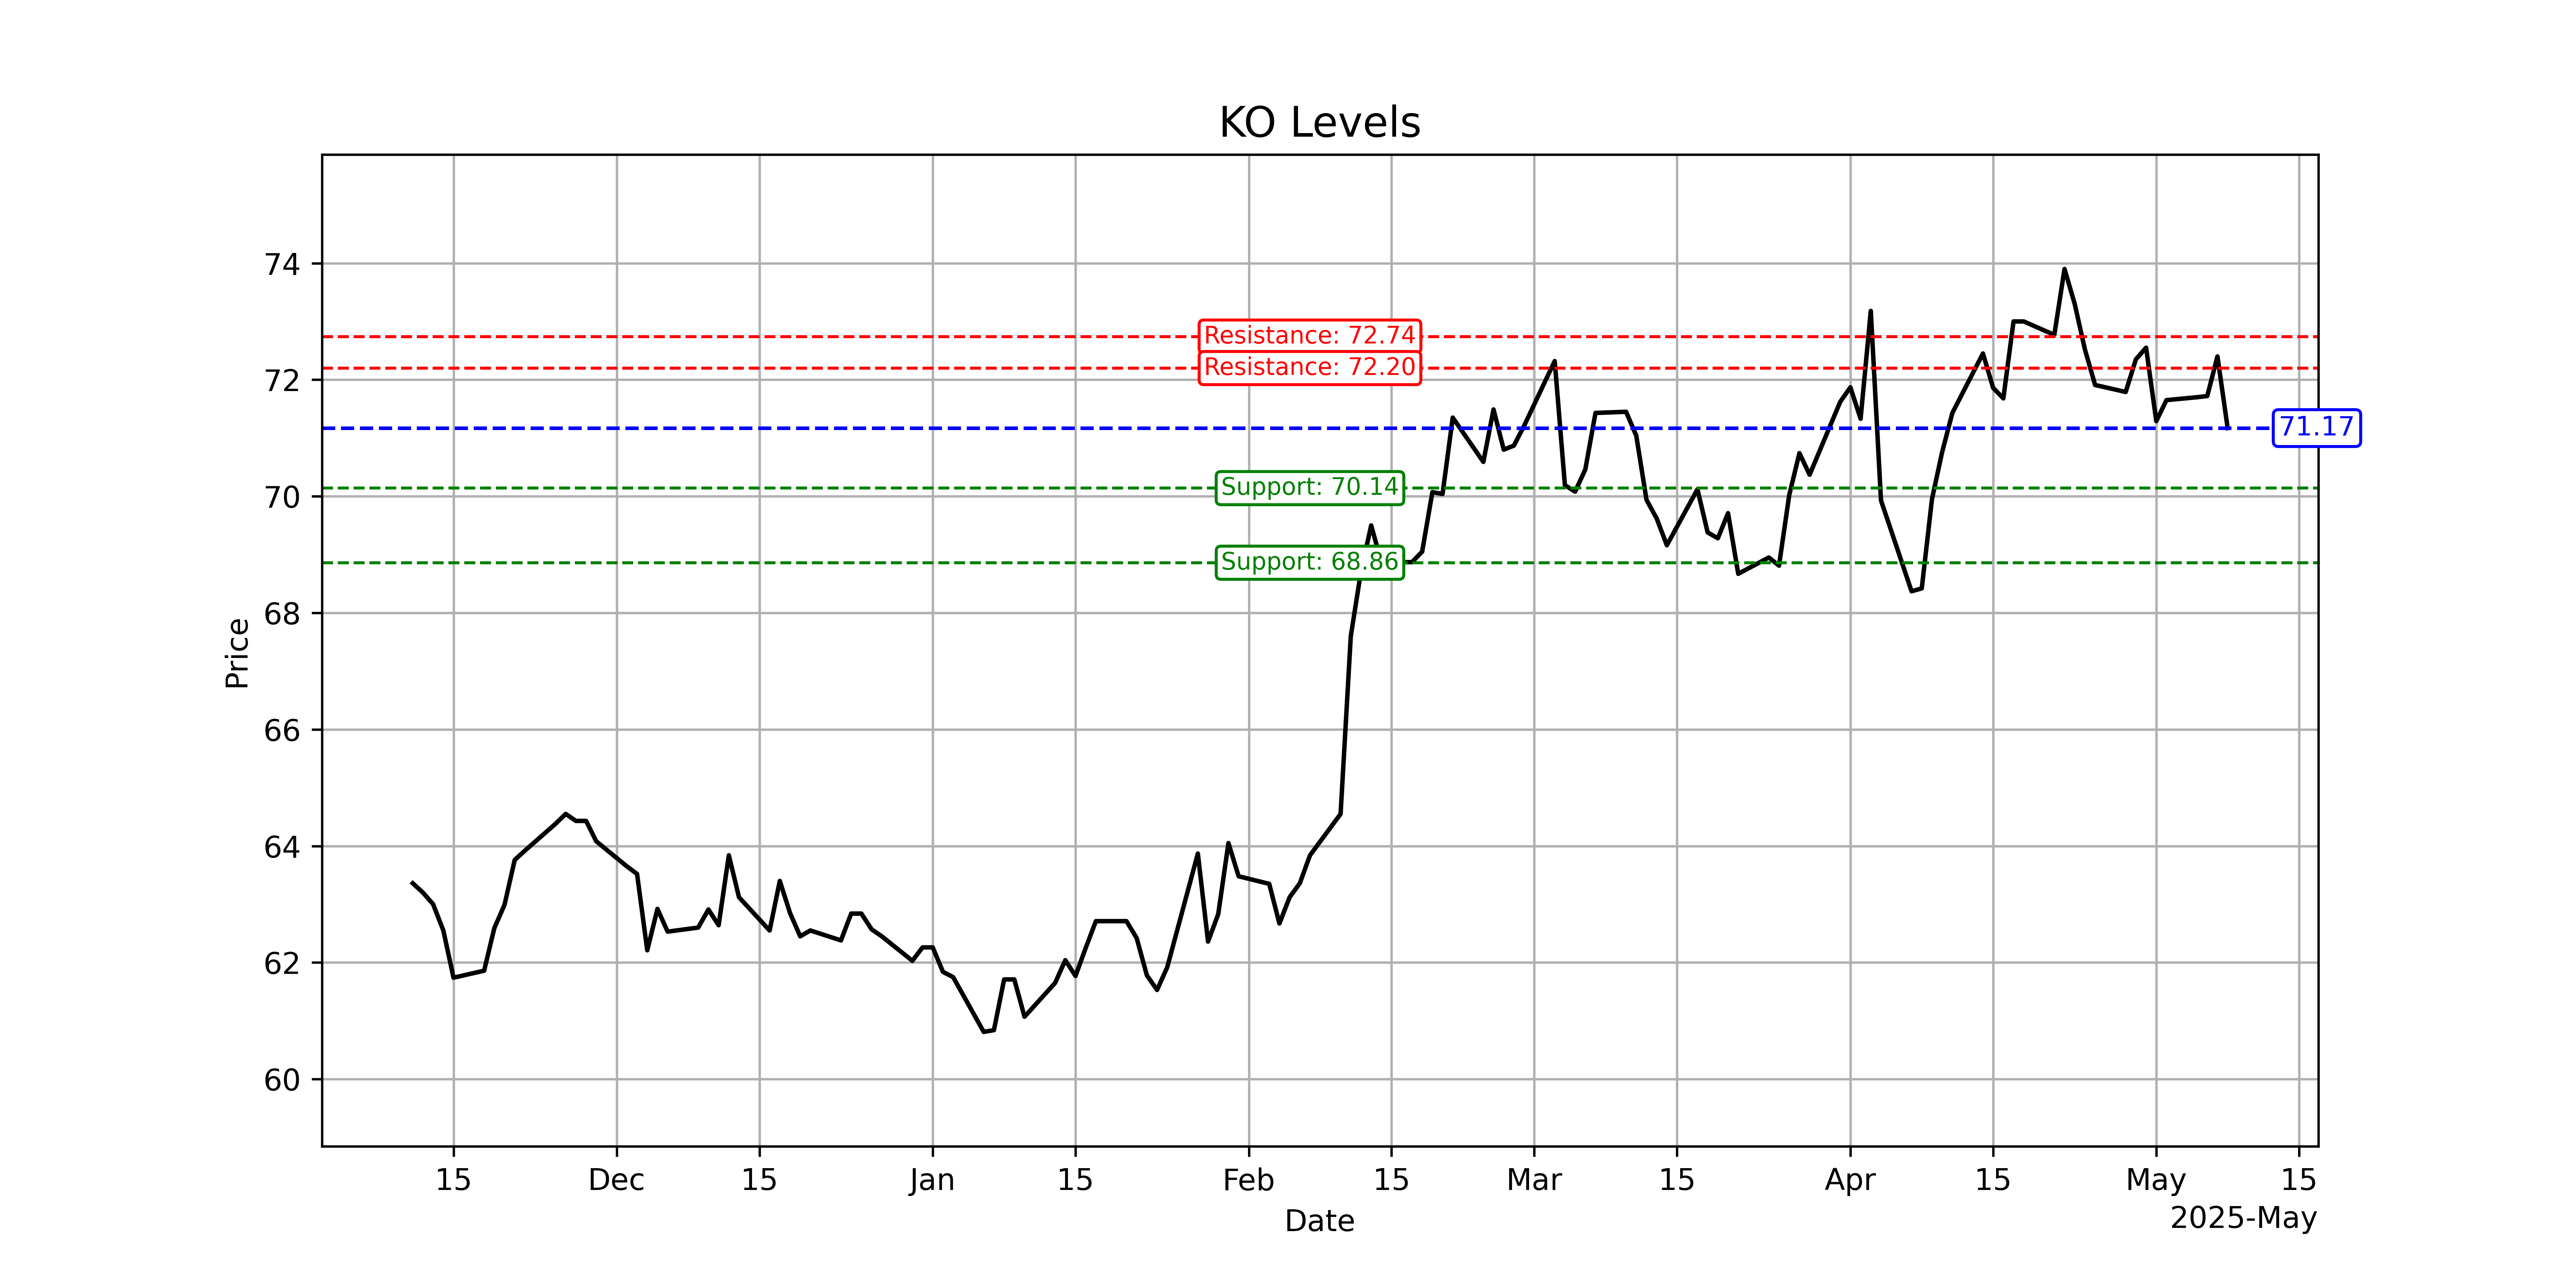 KO Levels
74
72
70
68
66
64
62
60
Price
Resistance: 72.74
Resistance: 72.20
71.17
Support: 70.14
Support: 68.86
15 Dec 15 Jan 15 Feb 15 Mar 15 Apr 15 May 15
Date
2025-May